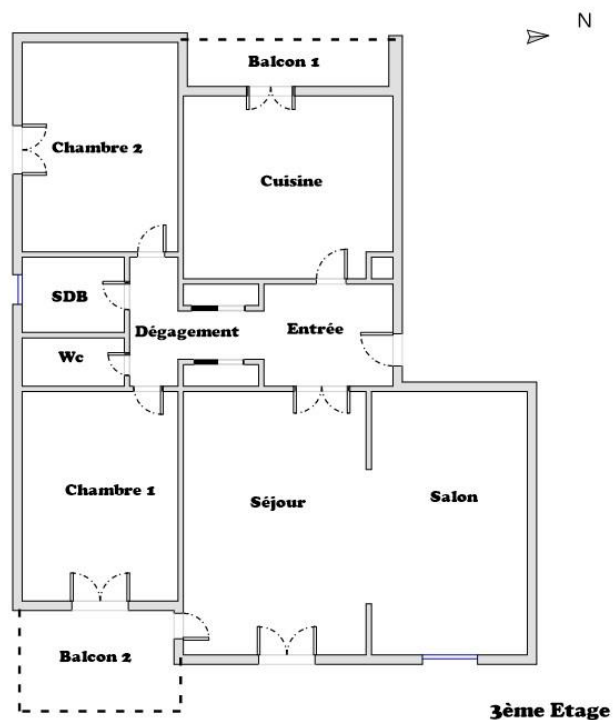 N
Balcon 1
Chambre 2
Cuisine
SDB
Dégagement
Entrée
Wc
Chambre 1
Séjour
Salon
Balcon 2
3ème Etage